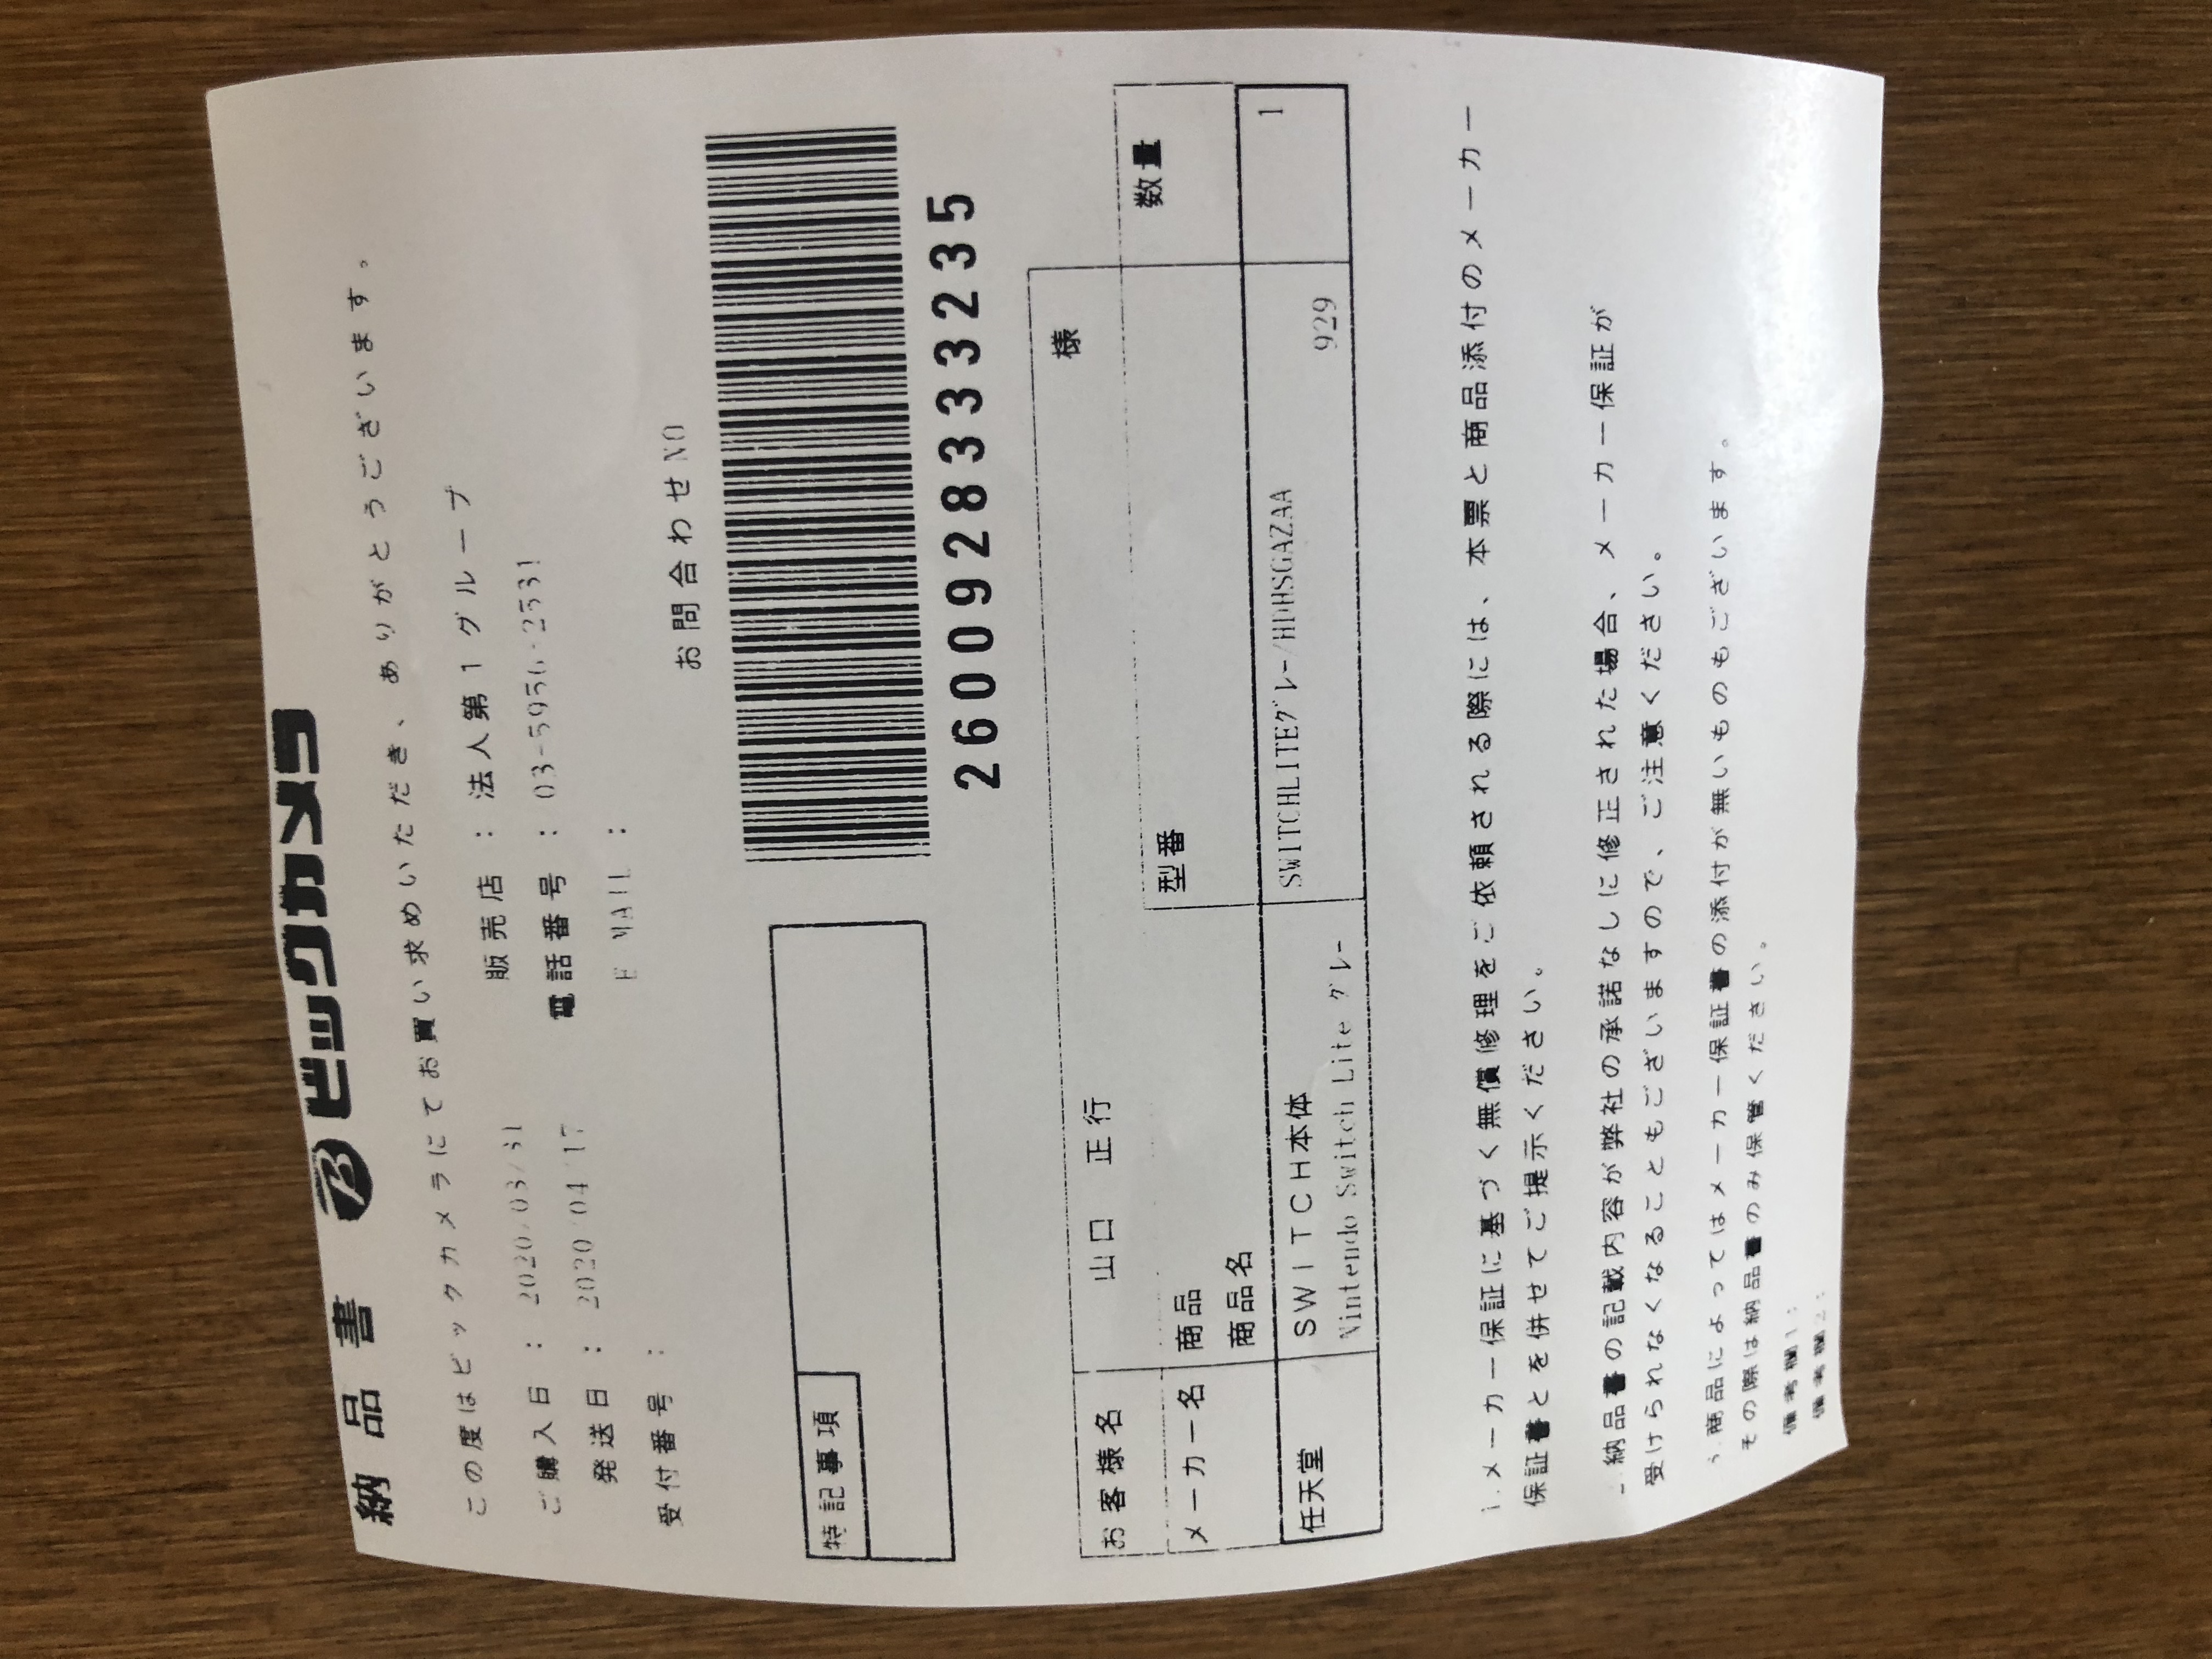 納品書 ビックカメラ
この度はビックカメラにてお買い求めいただき、ありがとうございます。
ご購入日 : 2020/03/31 販売店 : 法人第1グループ
発送日 : 2020/04/17 電話番号 : 03-5956-2531
受付番号 : E-MAIL :
お問合わせNO
特記事項
2600928333235
お客様名 山口 正行 様
メーカー名 商品 型番 数量
商品名
任天堂 SWITCH本体 SWITCHLITEグレー/HDHSGAZAA 1
Nintendo Switch Lite グレー 929
1.メーカー保証に基づく無償修理をご依頼される際には、本票と商品添付のメーカー
保証書とを併せてご提示ください。
納品書の記載内容が弊社の承諾なしに修正された場合、メーカー保証が
受けられなくなることもございますので、ご注意ください。
商品によってはメーカー保証書の添付が無いものもございます。
その際は納品書のみ保管ください。
備考欄1:
備考欄2: